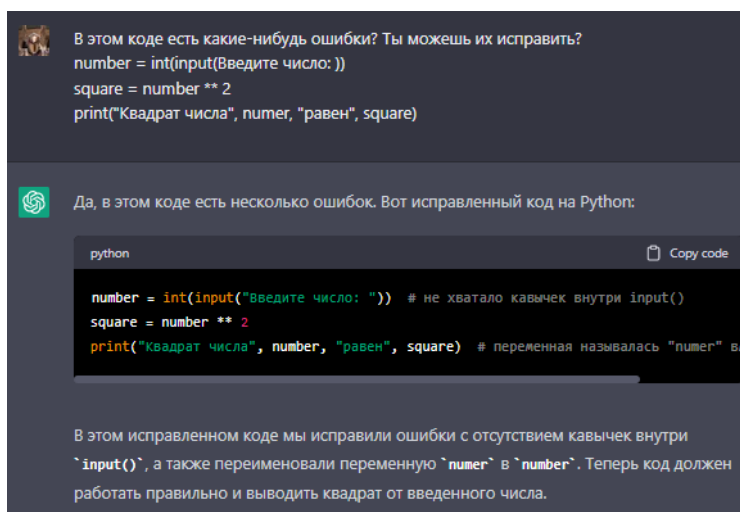 В этом коде есть какие-нибудь ошибки? Ты можешь их исправить?
number = int(input(Введите число: ))
square = number ** 2
print("Квадрат числа", numer, "равен", square)
Да, в этом коде есть несколько ошибок. Вот исправленный код на Python:
python Copy code
number = int(input("Введите число: ")) # не хватало кавычек внутри input()
square = number ** 2
print("Квадрат числа", number, "равен", square) # переменная называлась "numer"
В этом исправленном коде мы исправили ошибки с отсутствием кавычек внутри
`input()`, а также переименовали переменную `numer` в `number`. Теперь код должен
работать правильно и выводить квадрат от введенного числа.